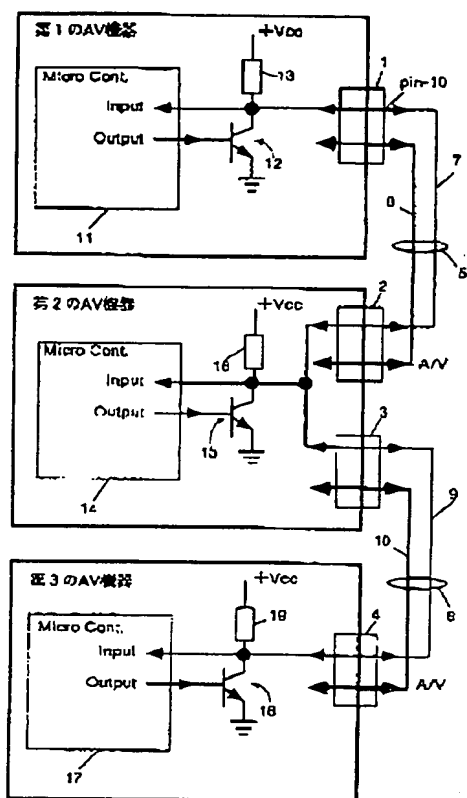 第1のAV機器
+Vcc
Micro Cont.
13
1
pin-10
Input
Output
12
7
11
2
第2のAV機器
+Vcc
Micro Cont.
16
A/V
Input
Output
3
15
14
9
10
第3のAV機器
+Vcc
Micro Cont.
19
4
Input
Output
A/V
18
17